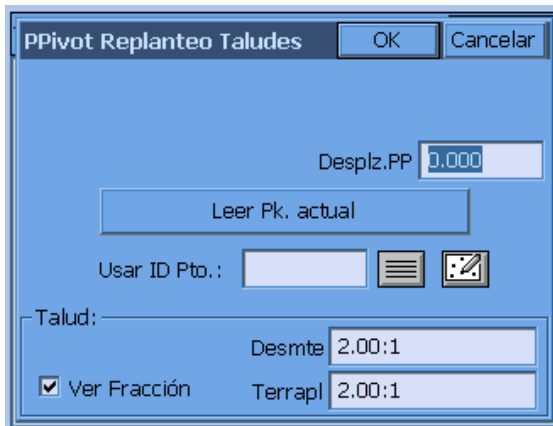 PPivot Replanteo Taludes OK Cancelar
Desplz.PP 0.000
Leer Pk. actual
Usar ID Pto.:
Talud:
Desmte 2.00:1
Ver Fracción Terrapl 2.00:1